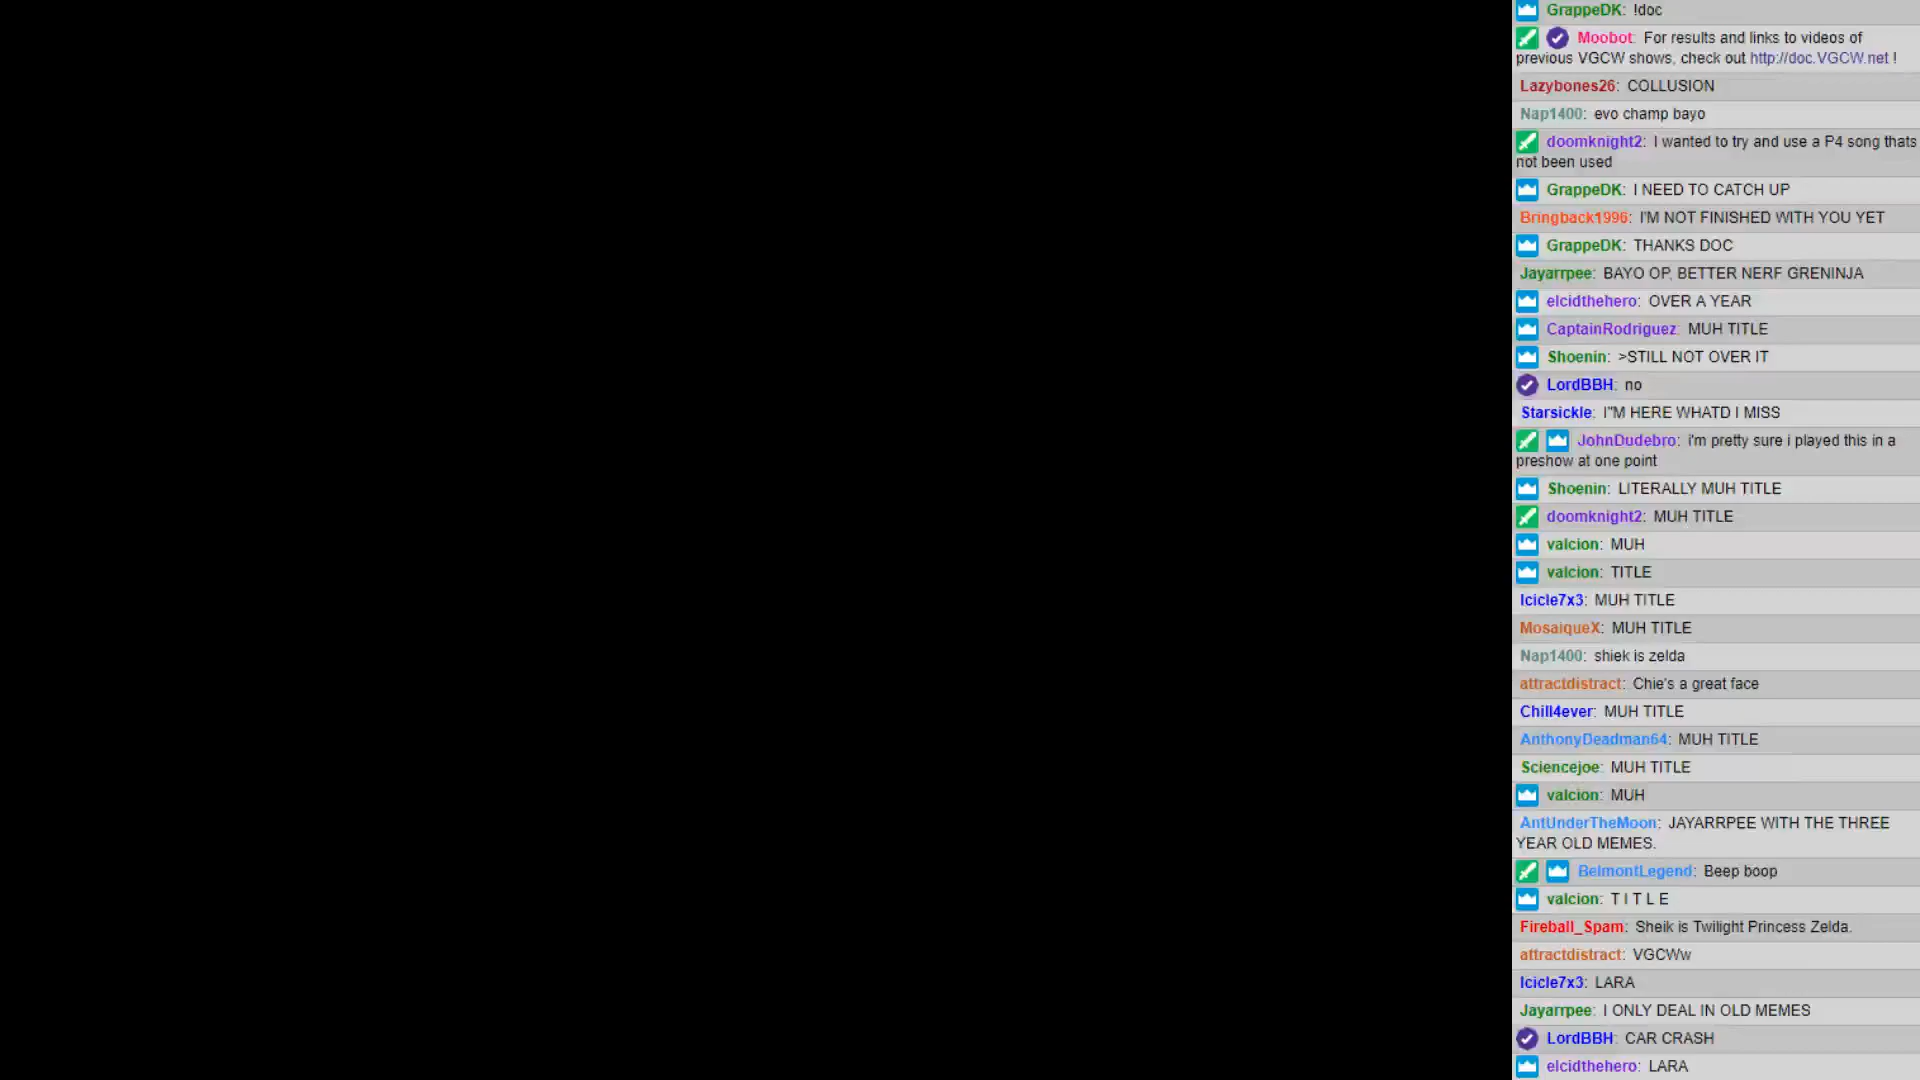 GrappeDK: !doc
Moobot: For results and links to videos of
previous VGCW shows, check out http://doc.VGCW.net !
Lazybones26: COLLUSION
Nap1400: evo champ bayo
doomknight2: I wanted to try and use a P4 song thats
not been used
GrappeDK: I NEED TO CATCH UP
Bringback1996: I'M NOT FINISHED WITH YOU YET
GrappeDK: THANKS DOC
Jayarrpee: BAYO OP, BETTER NERF GRENINJA
elcidthehero: OVER A YEAR
CaptainRodriguez: MUH TITLE
Shoenin: >STILL NOT OVER IT
LordBBH: no
Starsickle: I"M HERE WHATD I MISS
JohnDudebro: i'm pretty sure i played this in a
preshow at one point
Shoenin: LITERALLY MUH TITLE
doomknight2: MUH TITLE
valcion: MUH
valcion: TITLE
Icicle7x3: MUH TITLE
MosaiqueX: MUH TITLE
Nap1400: shiek is zelda
attractdistract: Chie's a great face
Chill4ever: MUH TITLE
AnthonyDeadman64: MUH TITLE
Sciencejoe: MUH TITLE
valcion: MUH
AntUnderTheMoon: JAYARRPEE WITH THE THREE
YEAR OLD MEMES.
BelmontLegend: Beep boop
valcion: T I T L E
Fireball_Spam: Sheik is Twilight Princess Zelda.
attractdistract: VGCWw
Icicle7x3: LARA
Jayarrpee: I ONLY DEAL IN OLD MEMES
LordBBH: CAR CRASH
elcidthehero: LARA